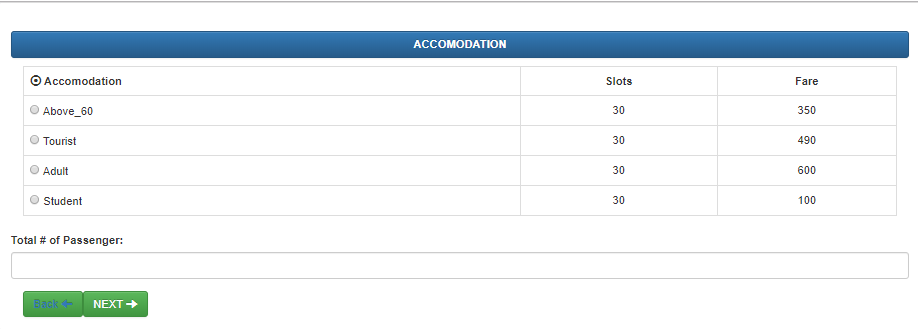 ACCOMODATION
Accomodation Slots Fare
Above_60 30 350
Tourist 30 490
Adult 30 600
Student 30 100
Total # of Passenger:
Back NEXT